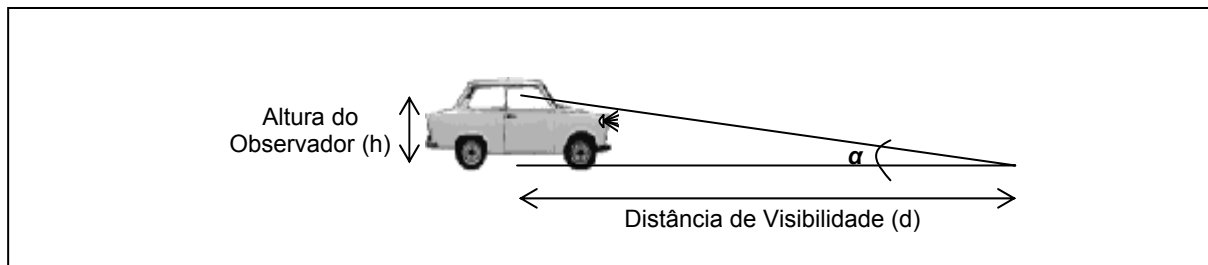 Altura do
Observador (h)
α
Distância de Visibilidade (d)